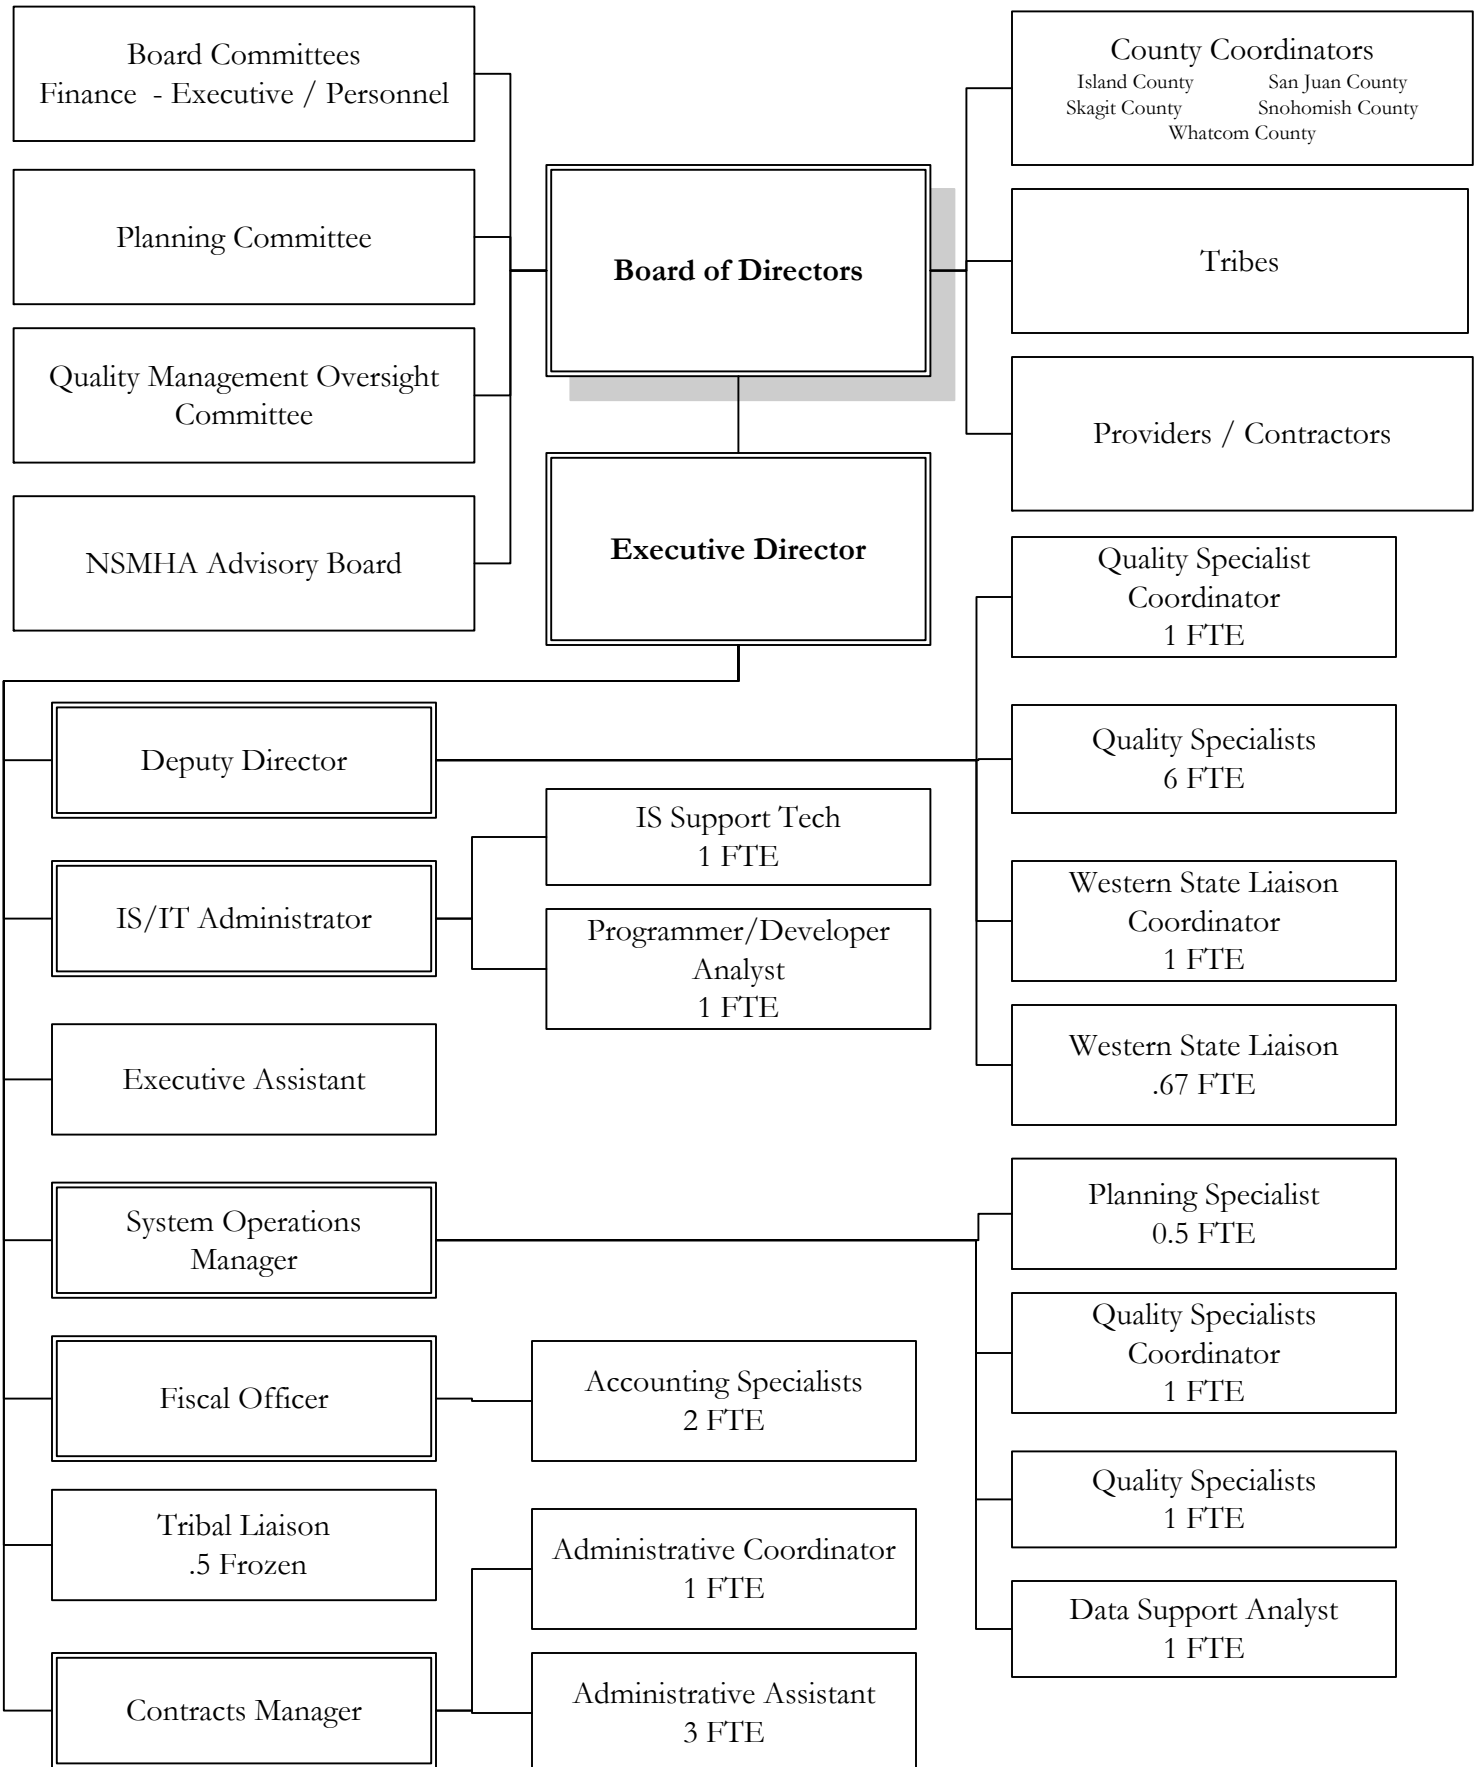 Board Committees
Finance - Executive / Personnel
County Coordinators
Island County San Juan County
Skagit County Snohomish County
Whatcom County
Planning Committee
Board of Directors
Tribes
Quality Management Oversight
Committee
Providers / Contractors
NSMHA Advisory Board
Executive Director
Quality Specialist
Coordinator
1 FTE
Deputy Director
Quality Specialists
6 FTE
IS Support Tech
1 FTE
IS/IT Administrator
Programmer/Developer
Analyst
1 FTE
Western State Liaison
Coordinator
1 FTE
Executive Assistant
Western State Liaison
.67 FTE
System Operations
Manager
Planning Specialist
0.5 FTE
Quality Specialists
Coordinator
1 FTE
Fiscal Officer
Accounting Specialists
2 FTE
Quality Specialists
1 FTE
Tribal Liaison
.5 Frozen
Administrative Coordinator
1 FTE
Data Support Analyst
1 FTE
Contracts Manager
Administrative Assistant
3 FTE